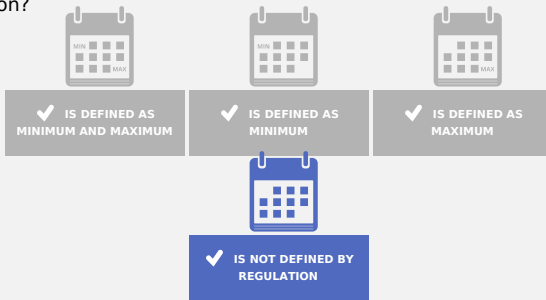 on?
MIN
MAX
MIN
MAX
IS DEFINED AS
MINIMUM AND MAXIMUM
IS DEFINED AS
MINIMUM
IS DEFINED AS
MAXIMUM
IS NOT DEFINED BY
REGULATION